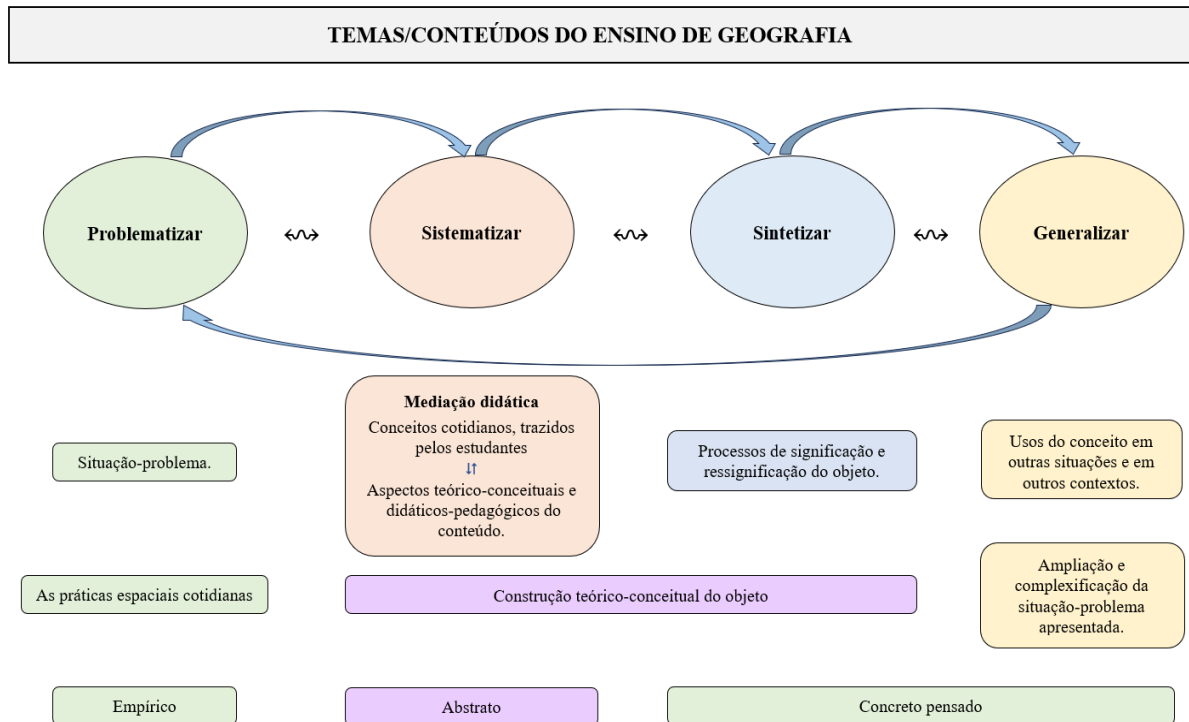 TEMAS/CONTEÚDOS DO ENSINO DE GEOGRAFIA
Problematizar
Sistematizar
Sintetizar
Generalizar
Situação-problema.
Mediação didática
Conceitos cotidianos, trazidos
pelos estudantes
Aspectos teórico-conceituais e
didáticos-pedagógicos do
conteúdo.
Processos de significação e
ressignificação do objeto.
Usos do conceito em
outras situações e em
outros contextos.
As práticas espaciais cotidianas
Construção teórico-conceitual do objeto
Ampliação e
complexificação da
situação-problema
apresentada.
Empírico
Abstrato
Concreto pensado